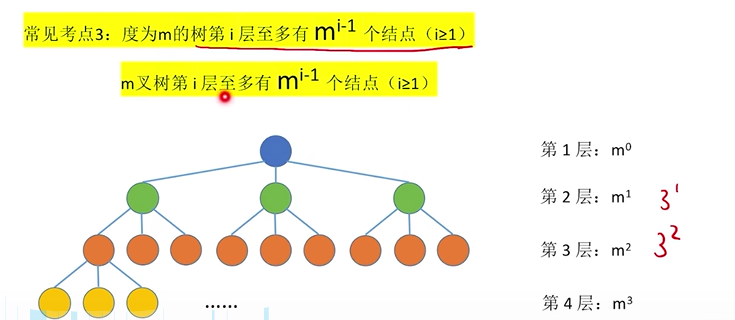 常见考点3：度为m的树第 i 层至多有 mⁱ⁻¹ 个结点（i≥1）
m叉树第 i 层至多有 mⁱ⁻¹ 个结点（i≥1）
第 1 层：m⁰
第 2 层：m¹ 3¹
第 3 层：m² 3²
第 4 层：m³
……